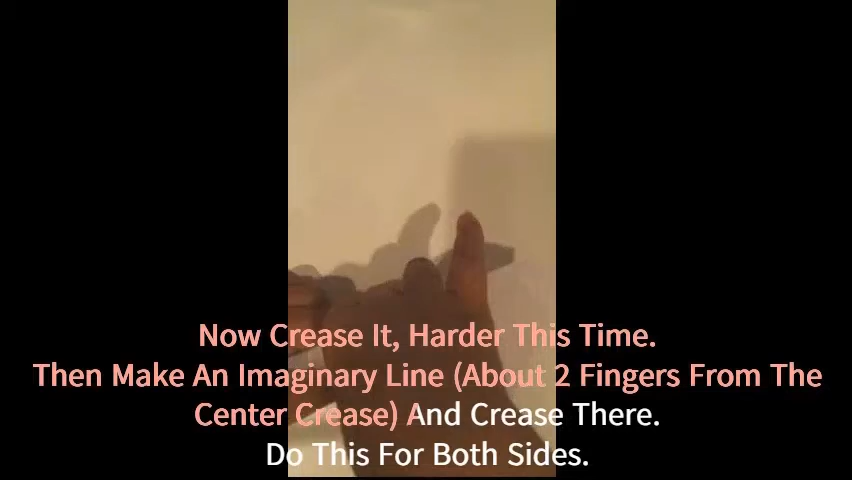 Now Crease It, Harder This Time.
Then Make An Imaginary Line (About 2 Fingers From The
Center Crease) And Crease There.
Do This For Both Sides.